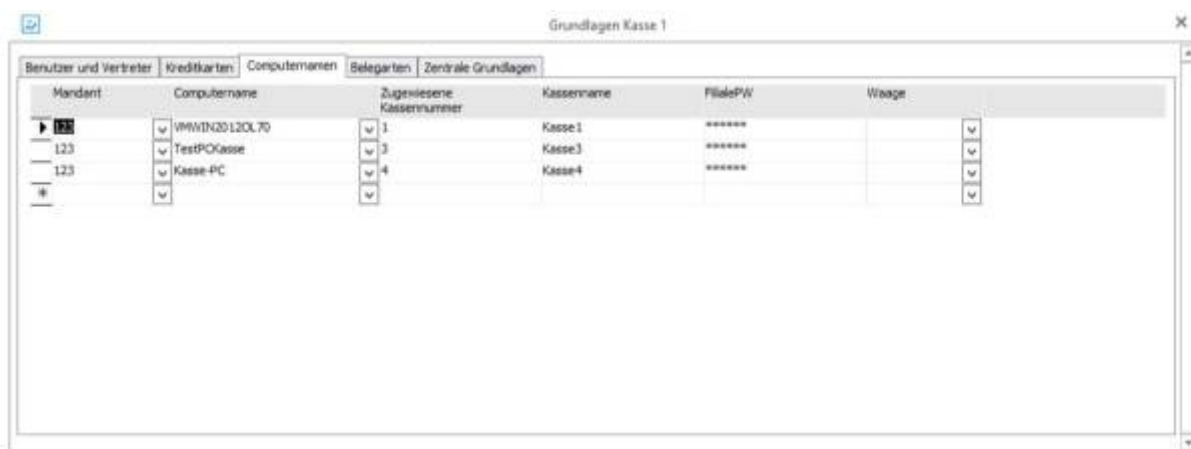 Grundlagen Kasse 1
Benutzer und Vertreter Kreditkarten Computernamen Belegarten Zentrale Grundlagen
Mandant Computername Zugewiesene Kassennummer Kassenname FilialePW Waage
123 VMWIN2012OL70 1 Kasse1 ******
123 TestPCKasse 3 Kasse3 ******
123 Kasse-PC 4 Kasse4 ******
*